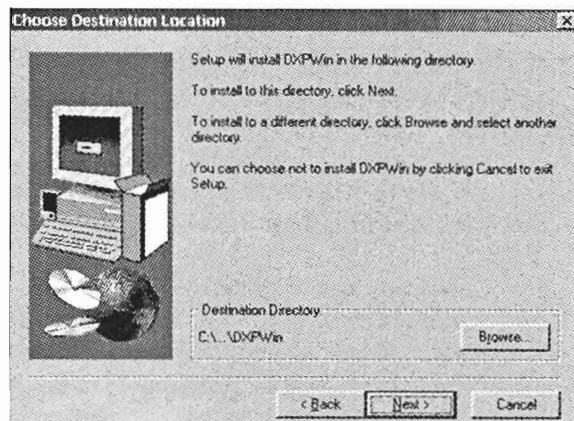 Choose Destination Location
Setup will install DXPWin in the following directory.
To install to this directory, click Next.
To install to a different directory, click Browse and select another
directory.
You can choose not to install DXPWin by clicking Cancel to exit
Setup.
Destination Directory
C:\...\DXPWin
Browse...
< Back
Next >
Cancel